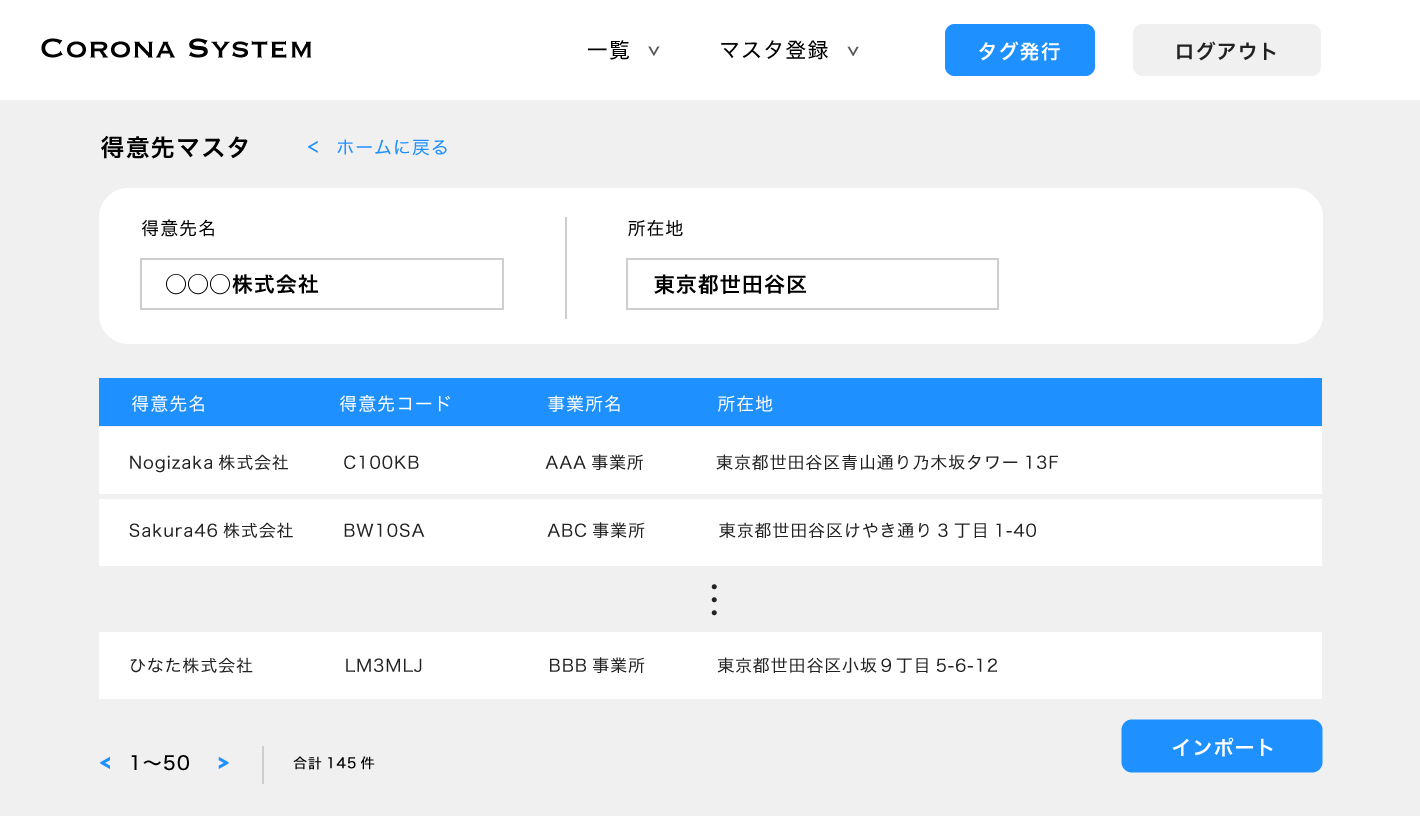 CORONA SYSTEM 一覧 ∨ マスタ登録 ∨ タグ発行 ログアウト
得意先マスタ < ホームに戻る
得意先名 所在地
○○○株式会社 東京都世田谷区
得意先名 得意先コード 事業所名 所在地
Nogizaka 株式会社 C100KB AAA 事業所 東京都世田谷区青山通り乃木坂タワー 13F
Sakura46 株式会社 BW10SA ABC 事業所 東京都世田谷区けやき通り 3 丁目 1-40
⋮
ひなた株式会社 LM3MLJ BBB 事業所 東京都世田谷区小坂９丁目 5-6-12
インポート
< 1〜50 > 合計 145 件